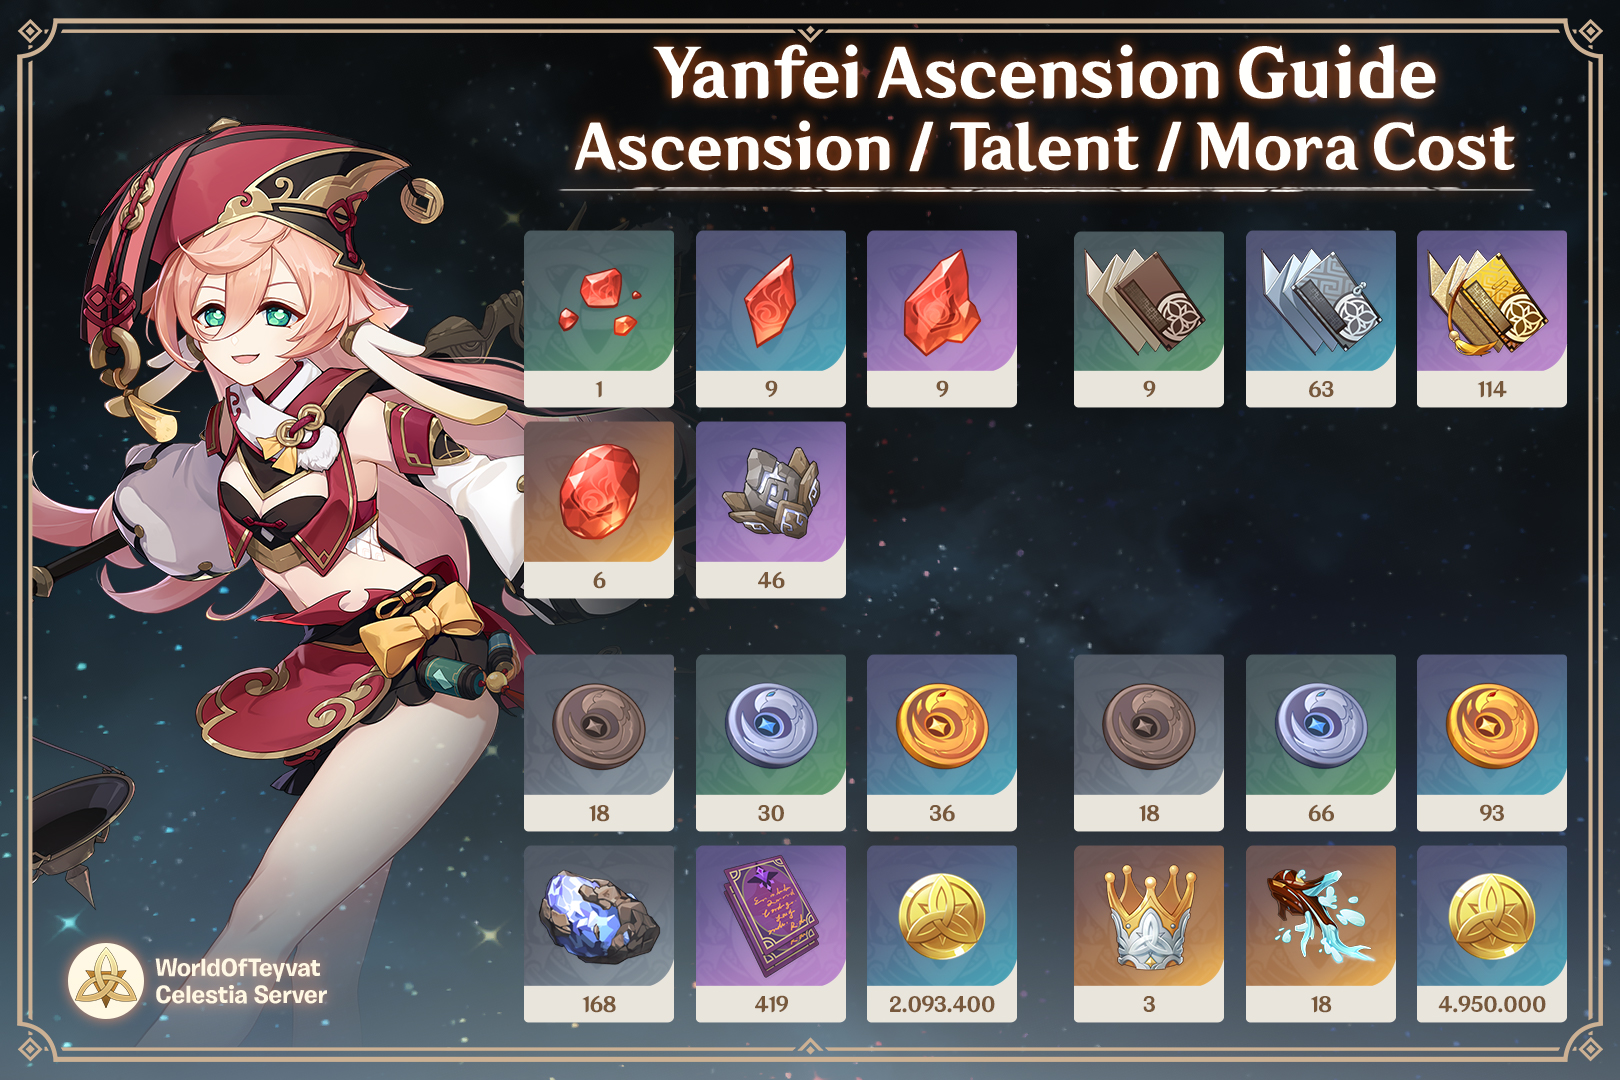 Yanfei Ascension Guide
Ascension / Talent / Mora Cost
1 9 9 9 63 114
6 46
18 30 36 18 66 93
168 419 2.093.400 3 18 4.950.000
WorldOfTeyvat
Celestia Server